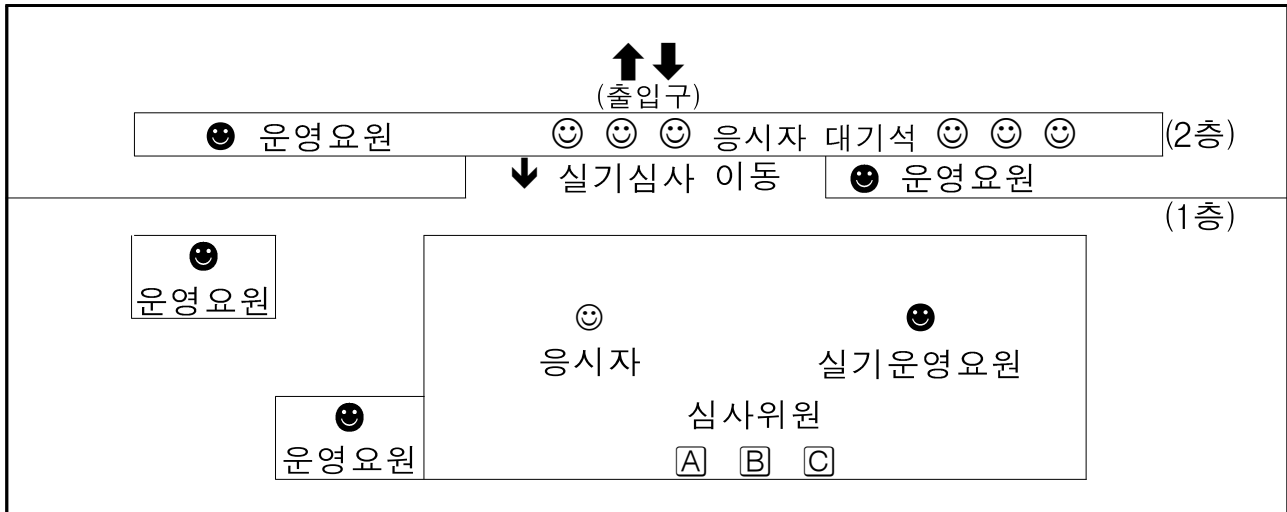 (출입구)
운영요원 응시자 대기석 (2층)
실기심사 이동 운영요원
(1층)
운영요원
응시자 실기운영요원
심사위원
운영요원 A B C